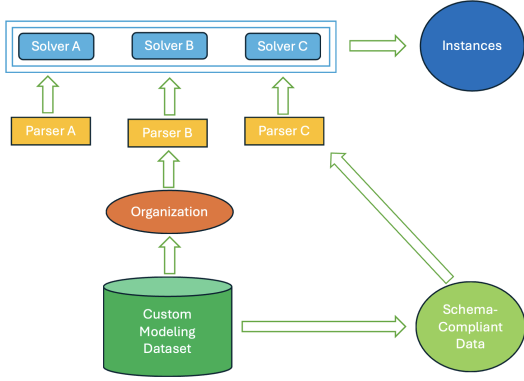 Solver A
Solver B
Solver C
Instances
Parser A
Parser B
Parser C
Organization
Custom
Modeling
Dataset
Schema-
Compliant
Data